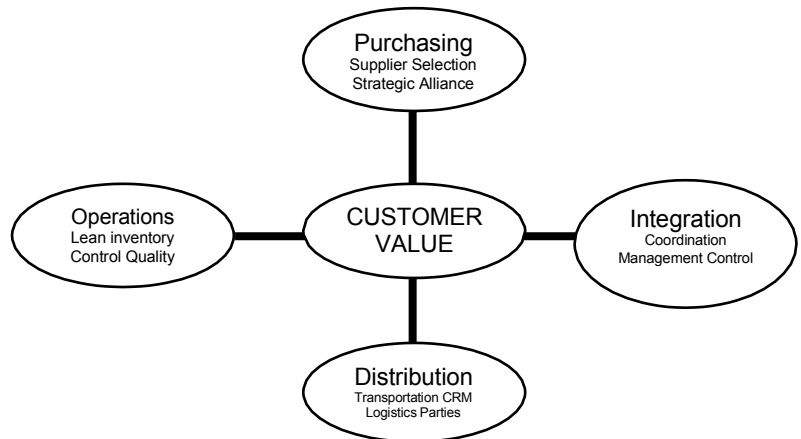 Purchasing
Supplier Selection
Strategic Alliance
Operations
Lean inventory
Control Quality
CUSTOMER
VALUE
Integration
Coordination
Management Control
Distribution
Transportation CRM
Logistics Parties